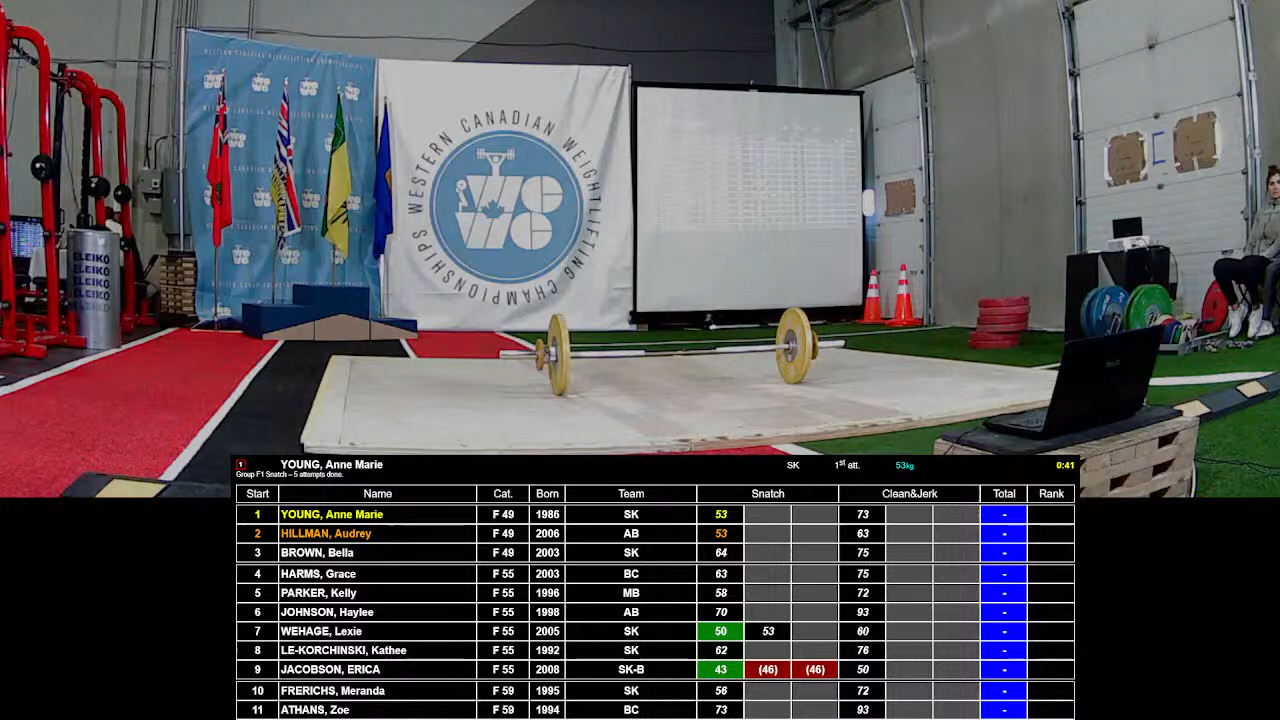 WESTERN CANADIAN WEIGHTLIFTING CHAMPIONSHIPS
WC
WC
ELEIKO
ELEIKO
ELEIKO
ELEIKO
1 YOUNG, Anne Marie SK 1st att. 53kg 0:41
Group F1 Snatch – 5 attempts done.
Start Name Cat. Born Team Snatch Clean&Jerk Total Rank
1 YOUNG, Anne Marie F 49 1986 SK 53 73 -
2 HILLMAN, Audrey F 49 2006 AB 53 63 -
3 BROWN, Bella F 49 2003 SK 64 75 -
4 HARMS, Grace F 55 2003 BC 63 75 -
5 PARKER, Kelly F 55 1996 MB 58 72 -
6 JOHNSON, Haylee F 55 1998 AB 70 93 -
7 WEHAGE, Lexie F 55 2005 SK 50 53 60 -
8 LE-KORCHINSKI, Kathee F 55 1992 SK 62 76 -
9 JACOBSON, ERICA F 55 2008 SK-B 43 (46) (46) 50 -
10 FRERICHS, Meranda F 59 1995 SK 56 72 -
11 ATHANS, Zoe F 59 1994 BC 73 93 -